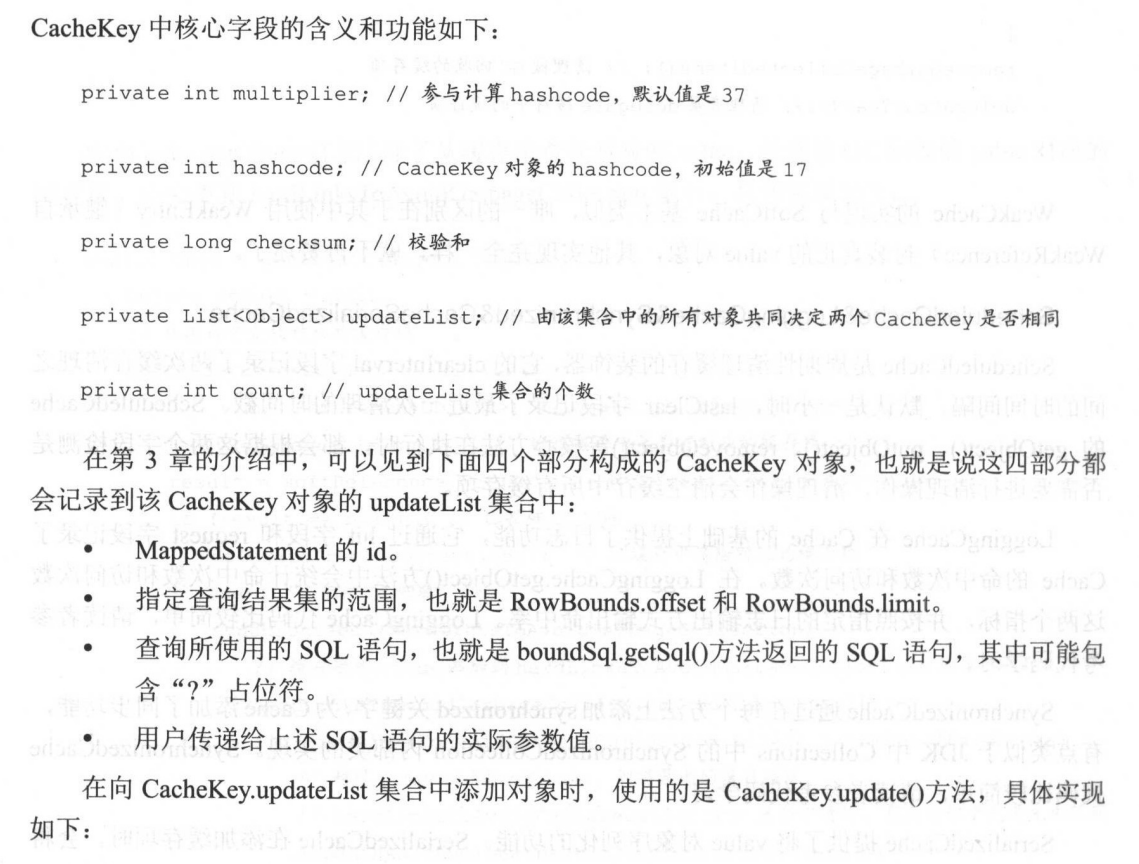 CacheKey 中核心字段的含义和功能如下：
private int multiplier; // 参与计算 hashcode，默认值是 37
private int hashcode; // CacheKey 对象的 hashcode，初始值是 17
private long checksum; // 校验和
private List<Object> updateList; // 由该集合中的所有对象共同决定两个 CacheKey 是否相同
private int count; // updateList 集合的个数
在第 3 章的介绍中，可以见到下面四个部分构成的 CacheKey 对象，也就是说这四部分都
会记录到该 CacheKey 对象的 updateList 集合中：
• MappedStatement 的 id。
• 指定查询结果集的范围，也就是 RowBounds.offset 和 RowBounds.limit。
• 查询所使用的 SQL 语句，也就是 boundSql.getSql()方法返回的 SQL 语句，其中可能包
含“?”占位符。
• 用户传递给上述 SQL 语句的实际参数值。
在向 CacheKey.updateList 集合中添加对象时，使用的是 CacheKey.update()方法，具体实现
如下：